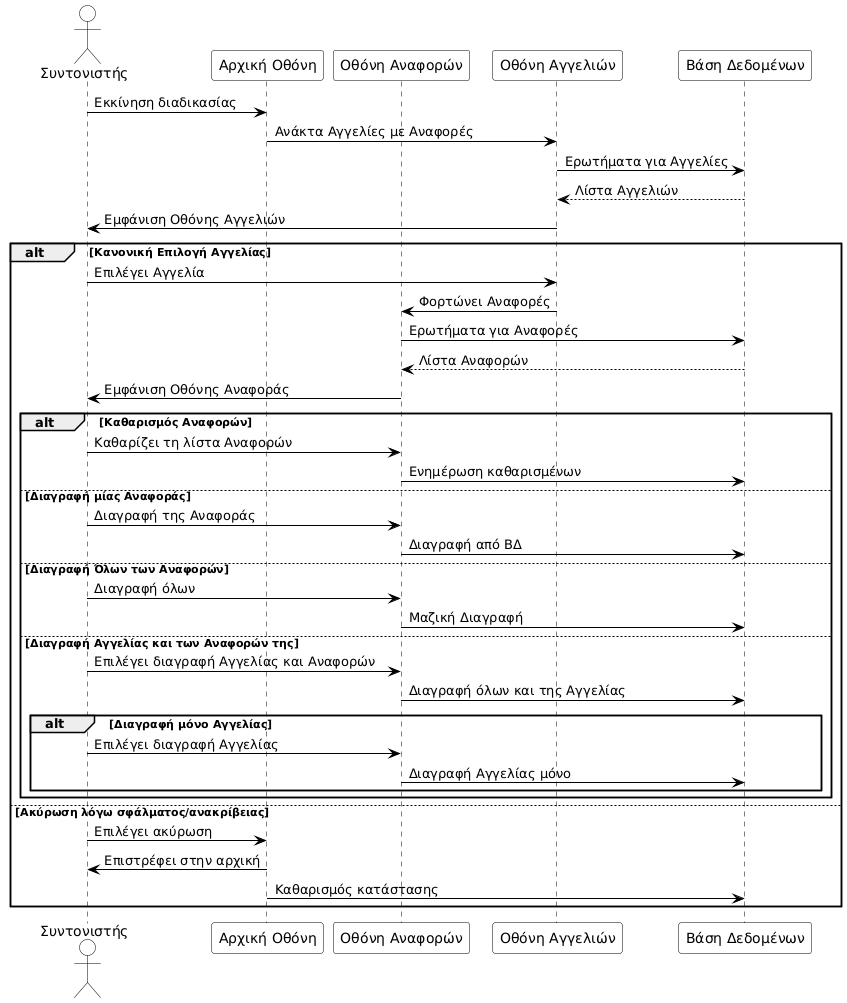 Συντονιστής
Αρχική Οθόνη
Οθόνη Αναφορών
Οθόνη Αγγελιών
Βάση Δεδομένων
Εκκίνηση διαδικασίας
Ανάκτα Αγγελίες με Αναφορές
Ερωτήματα για Αγγελίες
Λίστα Αγγελιών
Εμφάνιση Οθόνης Αγγελιών
alt [Κανονική Επιλογή Αγγελίας]
Επιλέγει Αγγελία
Φορτώνει Αναφορές
Ερωτήματα για Αναφορές
Λίστα Αναφορών
Εμφάνιση Οθόνης Αναφοράς
alt [Καθαρισμός Αναφορών]
Καθαρίζει τη λίστα Αναφορών
Ενημέρωση καθαρισμένων
[Διαγραφή μίας Αναφοράς]
Διαγραφή της Αναφοράς
Διαγραφή από ΒΔ
[Διαγραφή Όλων των Αναφορών]
Διαγραφή όλων
Μαζική Διαγραφή
[Διαγραφή Αγγελίας και των Αναφορών της]
Επιλέγει διαγραφή Αγγελίας και Αναφορών
Διαγραφή όλων και της Αγγελίας
alt [Διαγραφή μόνο Αγγελίας]
Επιλέγει διαγραφή Αγγελίας
Διαγραφή Αγγελίας μόνο
[Ακύρωση λόγω σφάλματος/ανακρίβειας]
Επιλέγει ακύρωση
Επιστρέφει στην αρχική
Καθαρισμός κατάστασης
Συντονιστής
Αρχική Οθόνη
Οθόνη Αναφορών
Οθόνη Αγγελιών
Βάση Δεδομένων